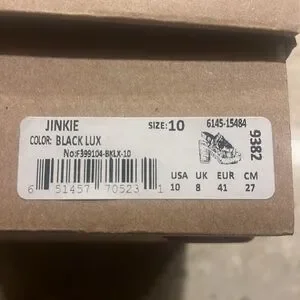 JINKIE SIZE: 10 6145-15484
COLOR: BLACK LUX
No:F399104-BKLX-10
9382
6 51457 70523 1
USA UK EUR CM
10 8 41 27